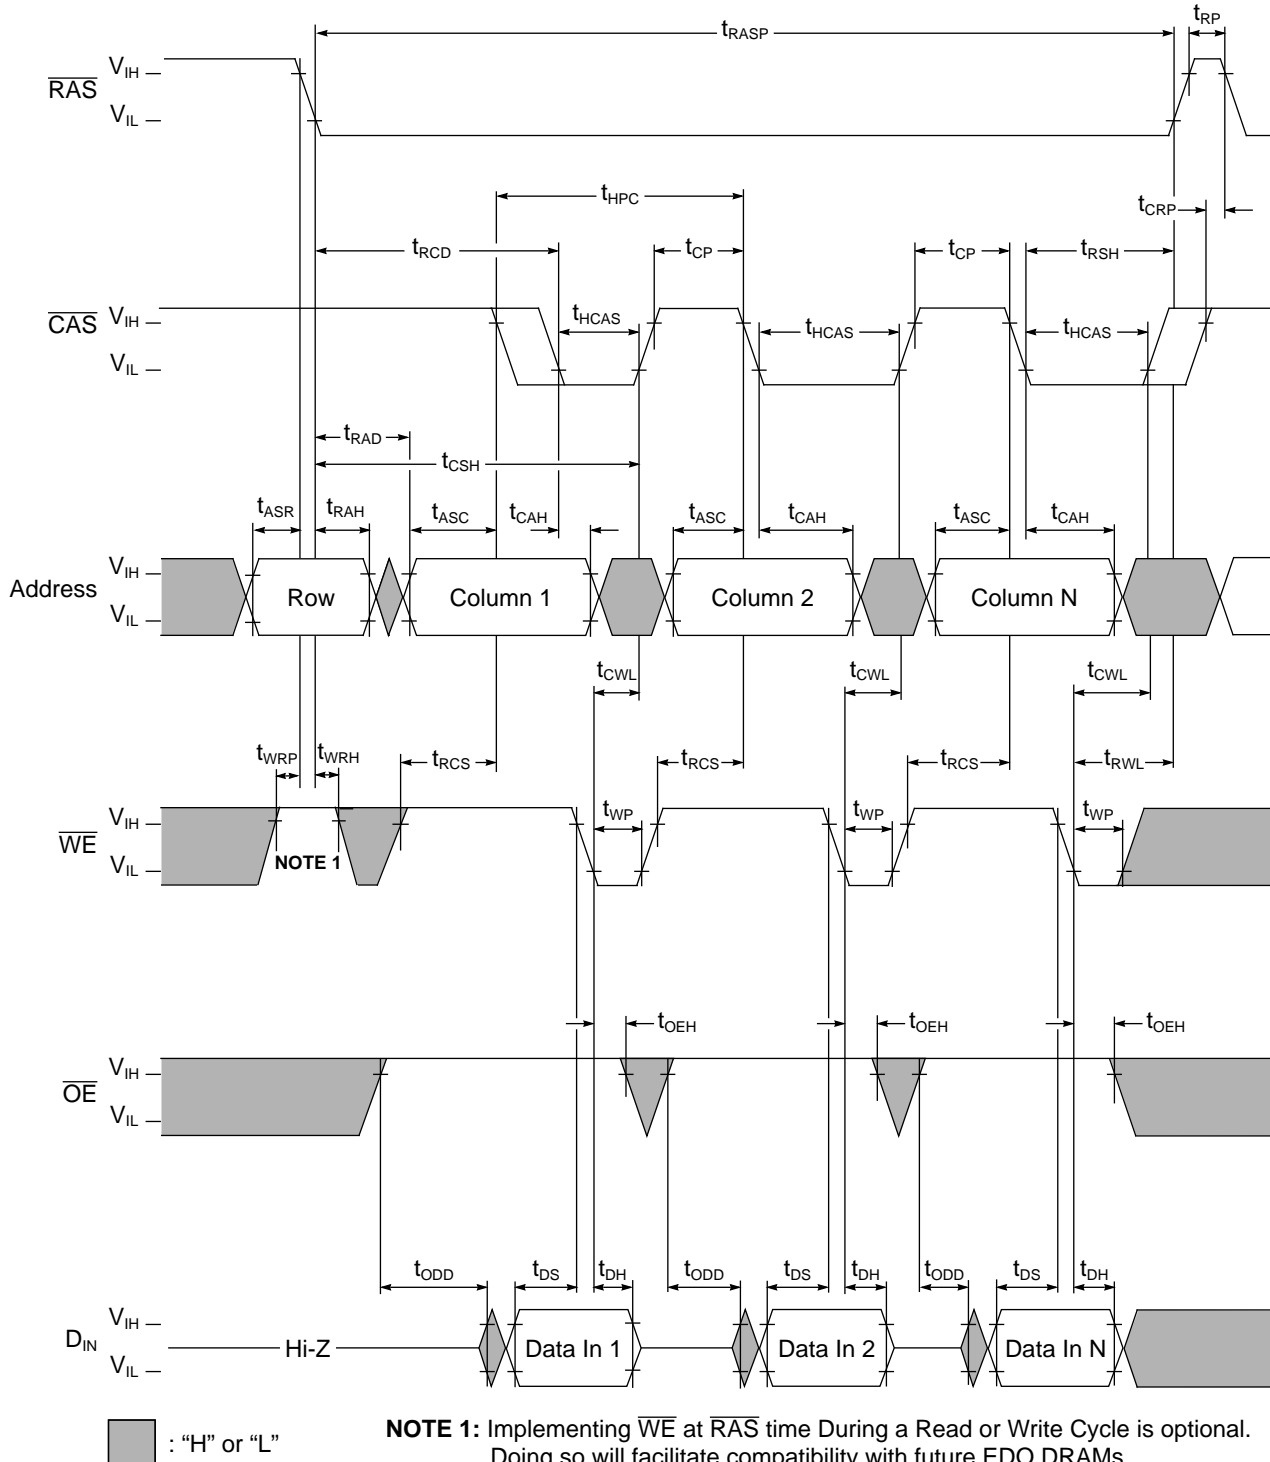 tRASP
tRP
RAS
VIH
VIL
tHPC
tCRP
tRCD
tCP
tCP
tRSH
CAS
VIH
VIL
tHCAS
tHCAS
tHCAS
tRAD
tCSH
tASR
tRAH
tASC
tCAH
tASC
tCAH
tASC
tCAH
Address
VIH
VIL
Row
Column 1
Column 2
Column N
tCWL
tCWL
tCWL
tWRP
tWRH
tRCS
tRCS
tRCS
tRWL
WE
VIH
VIL
NOTE 1
tWP
tWP
tWP
tOEH
tOEH
tOEH
OE
VIH
VIL
tODD
tDS
tDH
tODD
tDS
tDH
tODD
tDS
tDH
DIN
VIH
VIL
Hi-Z
Data In 1
Data In 2
Data In N
: “H” or “L”
NOTE 1: Implementing WE at RAS time During a Read or Write Cycle is optional.
Doing so will facilitate compatibility with future EDO DRAMs